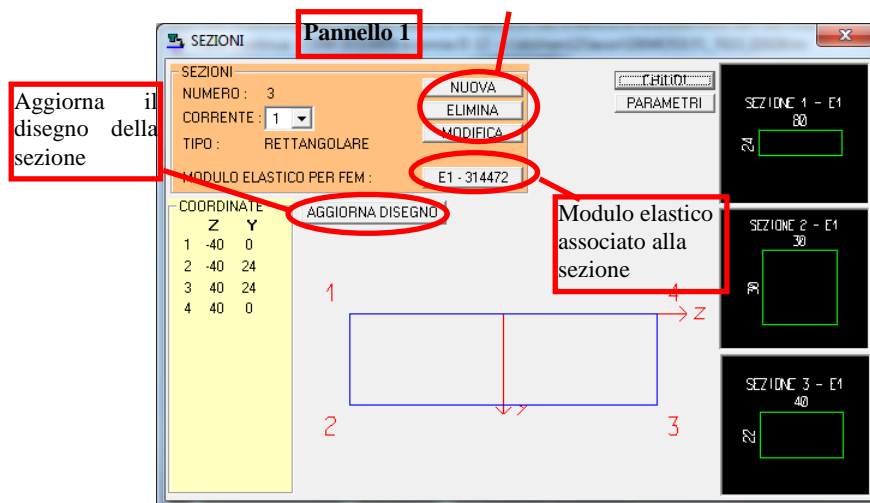 SEZIONI
Pannello 1
SEZIONI
NUMERO : 3
CORRENTE : 1
TIPO : RETTANGOLARE
MODULO ELASTICO PER FEM : E1 - 314472
NUOVA
ELIMINA
MODIFICA
CHIUDI
PARAMETRI
Aggiorna il
disegno della
sezione
COORDINATE
Z Y
1 -40 0
2 -40 24
3 40 24
4 40 0
AGGIORNA DISEGNO
Modulo elastico
associato alla
sezione
1
4
Z
2
Y
3
SEZIONE 1 - E1
80
24
SEZIONE 2 - E1
30
30
SEZIONE 3 - E1
40
22